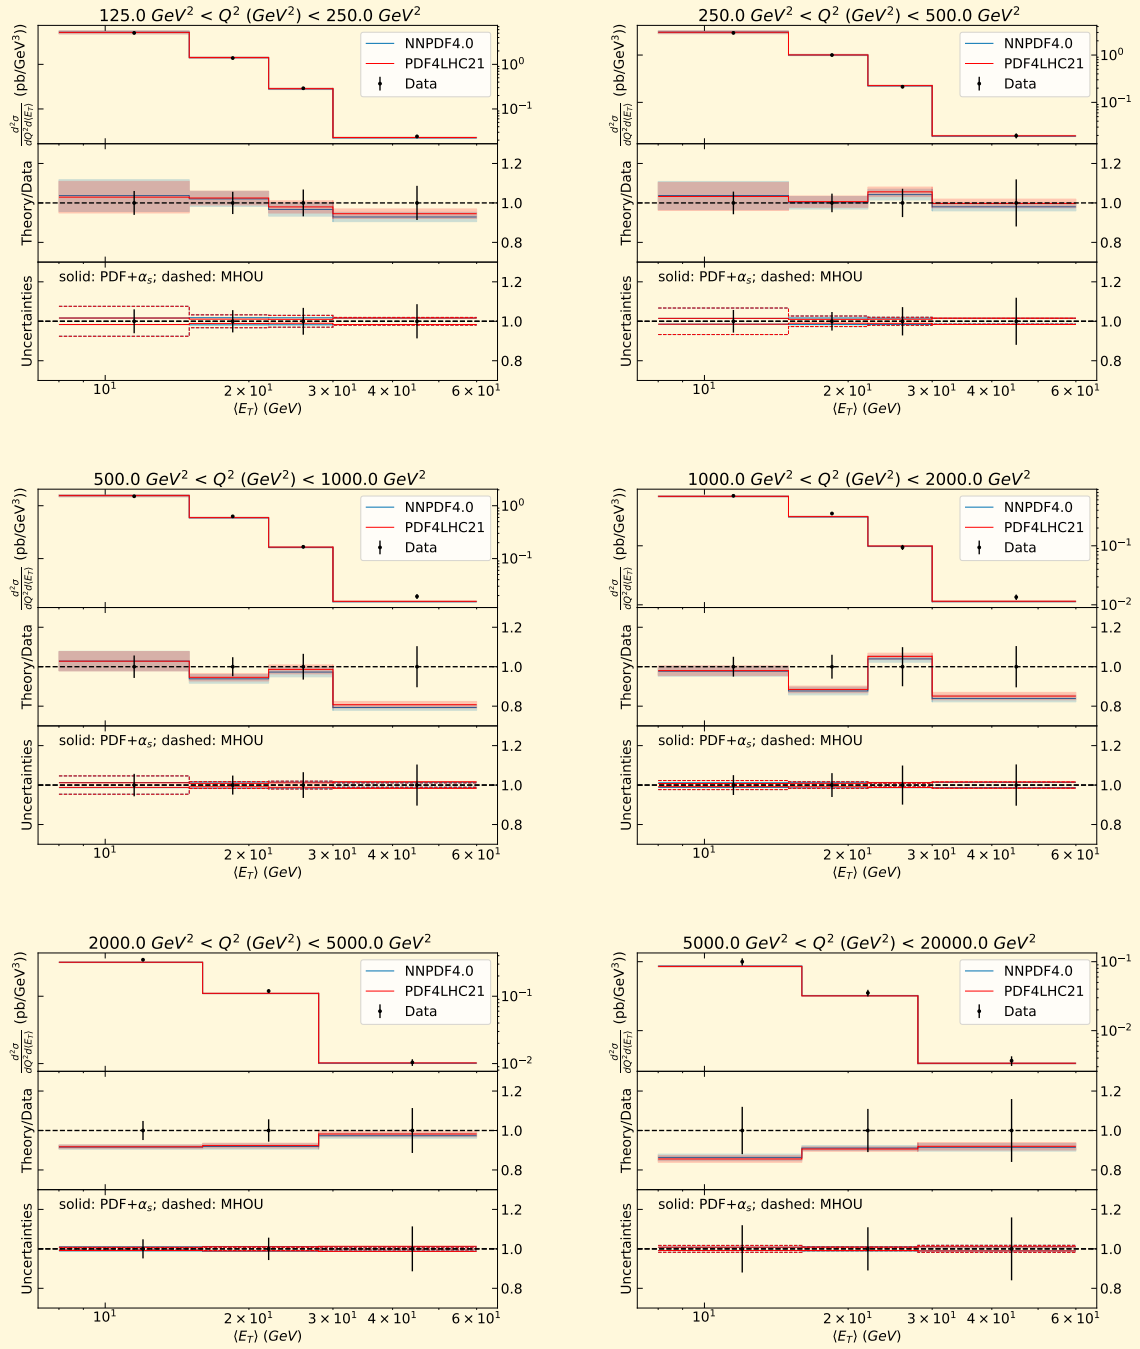 125.0 GeV² < Q² (GeV²) < 250.0 GeV²
d²σ/dQ²d⟨E_T⟩ (pb/GeV³))
NNPDF4.0
PDF4LHC21
Data
10⁰
10⁻¹
Theory/Data
1.2
1.0
0.8
Uncertainties
solid: PDF+α_s; dashed: MHOU
1.2
1.0
0.8
10¹ 2 × 10¹ 3 × 10¹ 4 × 10¹ 6 × 10¹
⟨E_T⟩ (GeV)
250.0 GeV² < Q² (GeV²) < 500.0 GeV²
d²σ/dQ²d⟨E_T⟩ (pb/GeV³))
NNPDF4.0
PDF4LHC21
Data
10⁰
10⁻¹
Theory/Data
1.2
1.0
0.8
Uncertainties
solid: PDF+α_s; dashed: MHOU
1.2
1.0
0.8
10¹ 2 × 10¹ 3 × 10¹ 4 × 10¹ 6 × 10¹
⟨E_T⟩ (GeV)
500.0 GeV² < Q² (GeV²) < 1000.0 GeV²
d²σ/dQ²d⟨E_T⟩ (pb/GeV³))
NNPDF4.0
PDF4LHC21
Data
10⁰
10⁻¹
Theory/Data
1.2
1.0
0.8
Uncertainties
solid: PDF+α_s; dashed: MHOU
1.2
1.0
0.8
10¹ 2 × 10¹ 3 × 10¹ 4 × 10¹ 6 × 10¹
⟨E_T⟩ (GeV)
1000.0 GeV² < Q² (GeV²) < 2000.0 GeV²
d²σ/dQ²d⟨E_T⟩ (pb/GeV³))
NNPDF4.0
PDF4LHC21
Data
10⁻¹
10⁻²
Theory/Data
1.2
1.0
0.8
Uncertainties
solid: PDF+α_s; dashed: MHOU
1.2
1.0
0.8
10¹ 2 × 10¹ 3 × 10¹ 4 × 10¹ 6 × 10¹
⟨E_T⟩ (GeV)
2000.0 GeV² < Q² (GeV²) < 5000.0 GeV²
d²σ/dQ²d⟨E_T⟩ (pb/GeV³))
NNPDF4.0
PDF4LHC21
Data
10⁻¹
10⁻²
Theory/Data
1.2
1.0
0.8
Uncertainties
solid: PDF+α_s; dashed: MHOU
1.2
1.0
0.8
10¹ 2 × 10¹ 3 × 10¹ 4 × 10¹ 6 × 10¹
⟨E_T⟩ (GeV)
5000.0 GeV² < Q² (GeV²) < 20000.0 GeV²
d²σ/dQ²d⟨E_T⟩ (pb/GeV³))
NNPDF4.0
PDF4LHC21
Data
10⁻¹
10⁻²
Theory/Data
1.2
1.0
0.8
Uncertainties
solid: PDF+α_s; dashed: MHOU
1.2
1.0
0.8
10¹ 2 × 10¹ 3 × 10¹ 4 × 10¹ 6 × 10¹
⟨E_T⟩ (GeV)